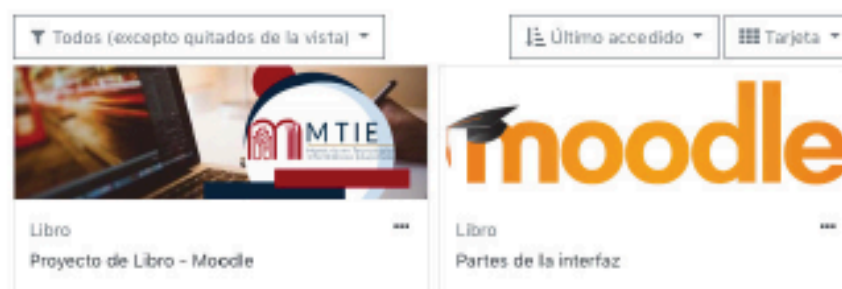 Todos (excepto quitados de la vista)
Último accedido
Tarjeta
MTIE
moodle
Libro
Proyecto de Libro - Moodle
Libro
Partes de la interfaz